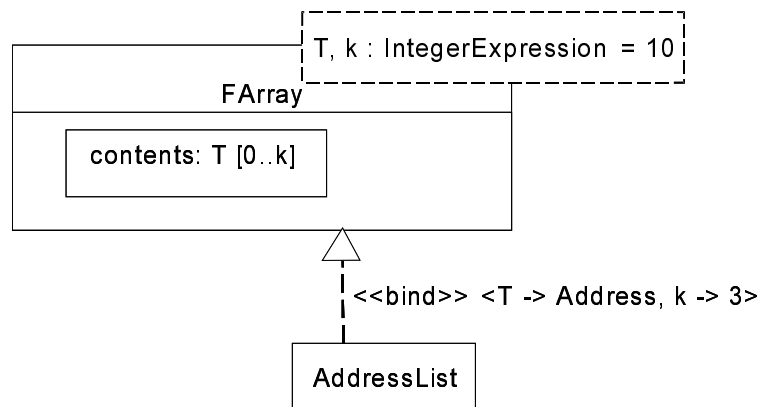 T, k : IntegerExpression = 10
FArray
contents: T [0..k]
<<bind>> <T -> Address, k -> 3>
AddressList